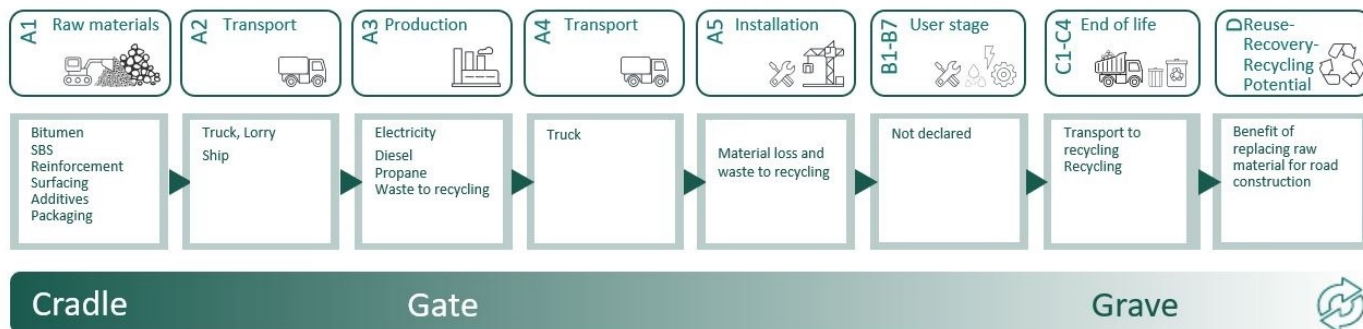 A1 Raw materials
A2 Transport
A3 Production
A4 Transport
A5 Installation
B1-B7 User stage
C1-C4 End of life
D Reuse-
Recovery-
Recycling
Potential
Bitumen
SBS
Reinforcement
Surfacing
Additives
Packaging
Truck, Lorry
Ship
Electricity
Diesel
Propane
Waste to recycling
Truck
Material loss and
waste to recycling
Not declared
Transport to
recycling
Recycling
Benefit of
replacing raw
material for road
construction
Cradle
Gate
Grave